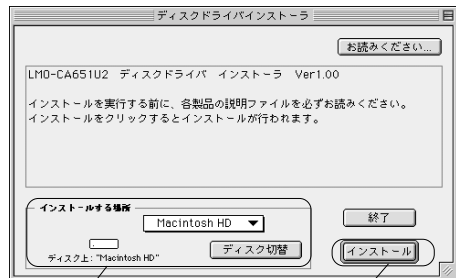 ディスクドライバインストーラ
お読みください...
LMO-CA651U2 ディスクドライバ インストーラ Ver1.00
インストールを実行する前に、各製品の説明ファイルを必ずお読みください。
インストールをクリックするとインストールが行われます。
インストールする場所
Macintosh HD
ディスク上:"Macintosh HD"
ディスク切替
終了
インストール